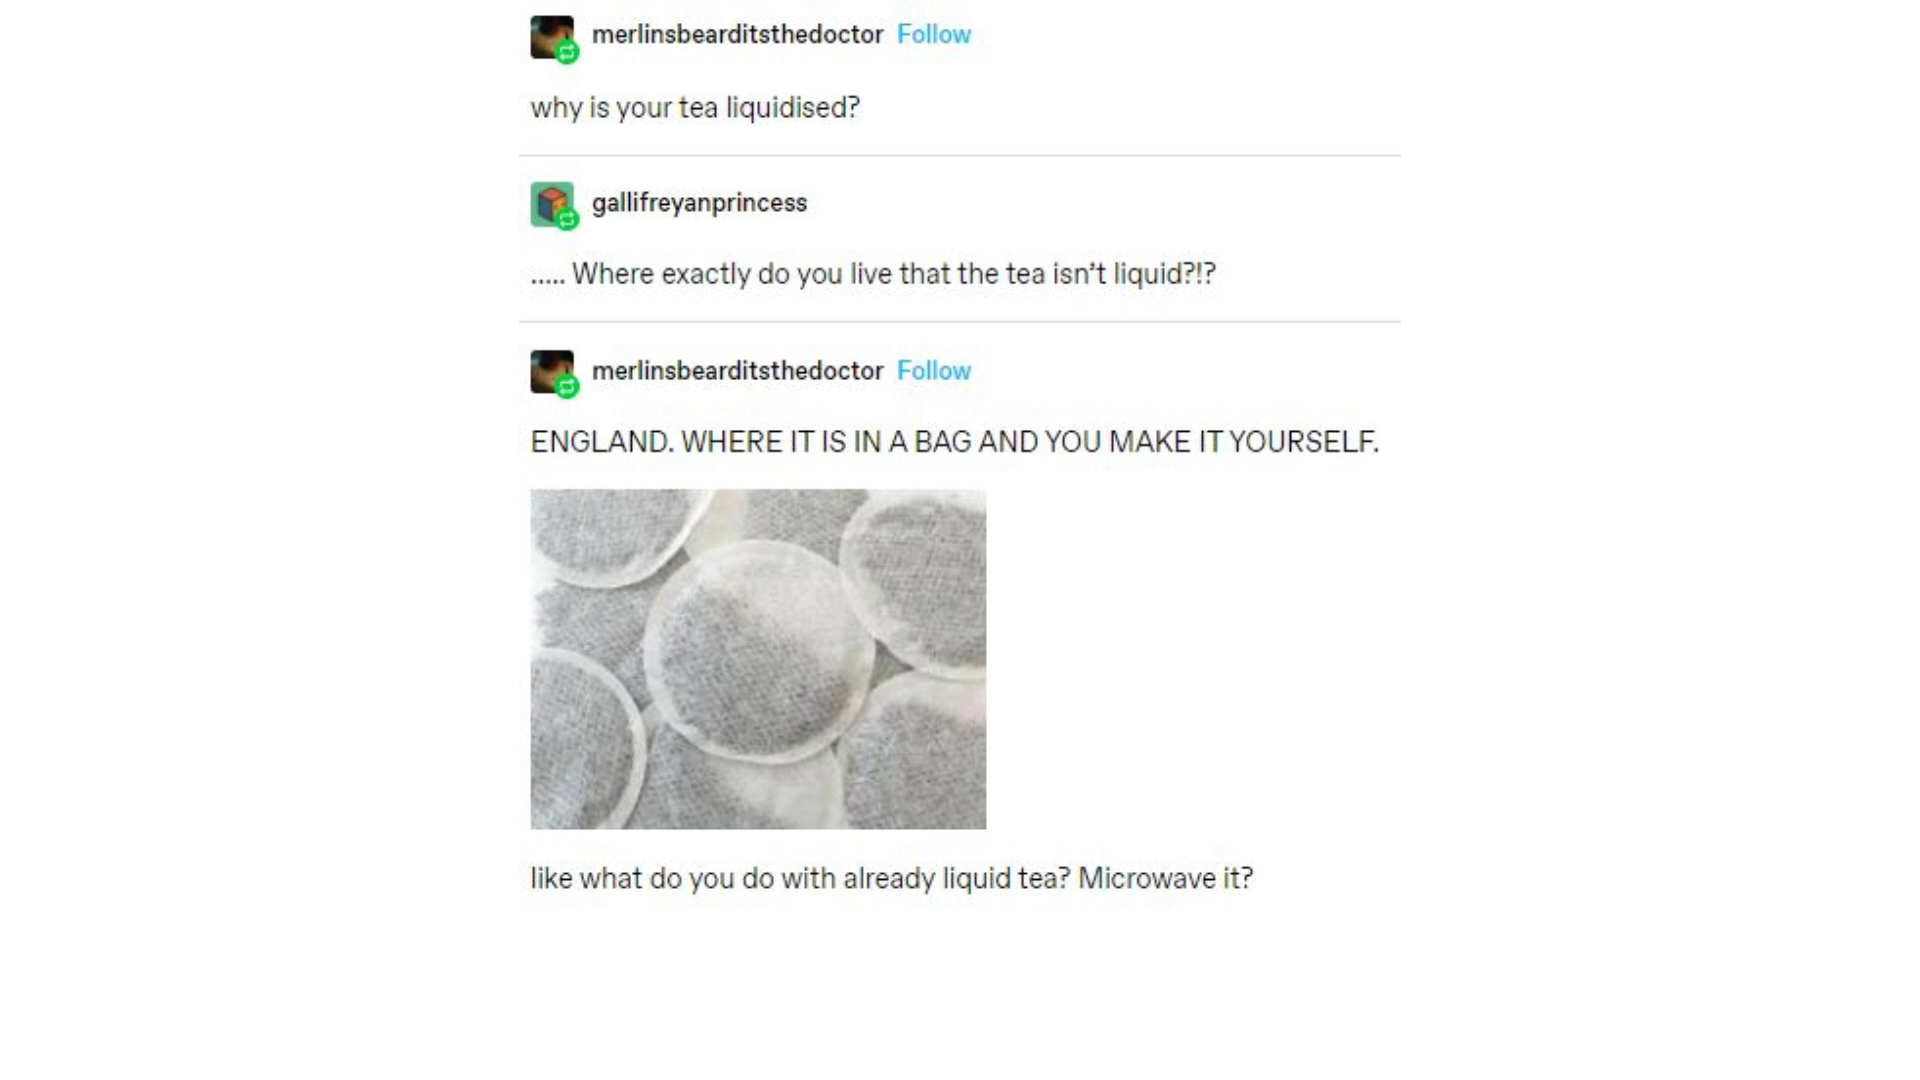 merlinsbearditsthedoctor Follow
why is your tea liquidised?
gallifreyanprincess
..... Where exactly do you live that the tea isn’t liquid?!?
merlinsbearditsthedoctor Follow
ENGLAND. WHERE IT IS IN A BAG AND YOU MAKE IT YOURSELF.
like what do you do with already liquid tea? Microwave it?